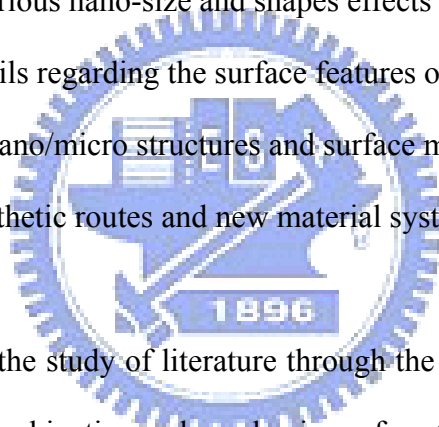 rious nano-size and shapes effects
ils regarding the surface features o
ano/micro structures and surface m
thetic routes and new material syst
1896
the study of literature through the